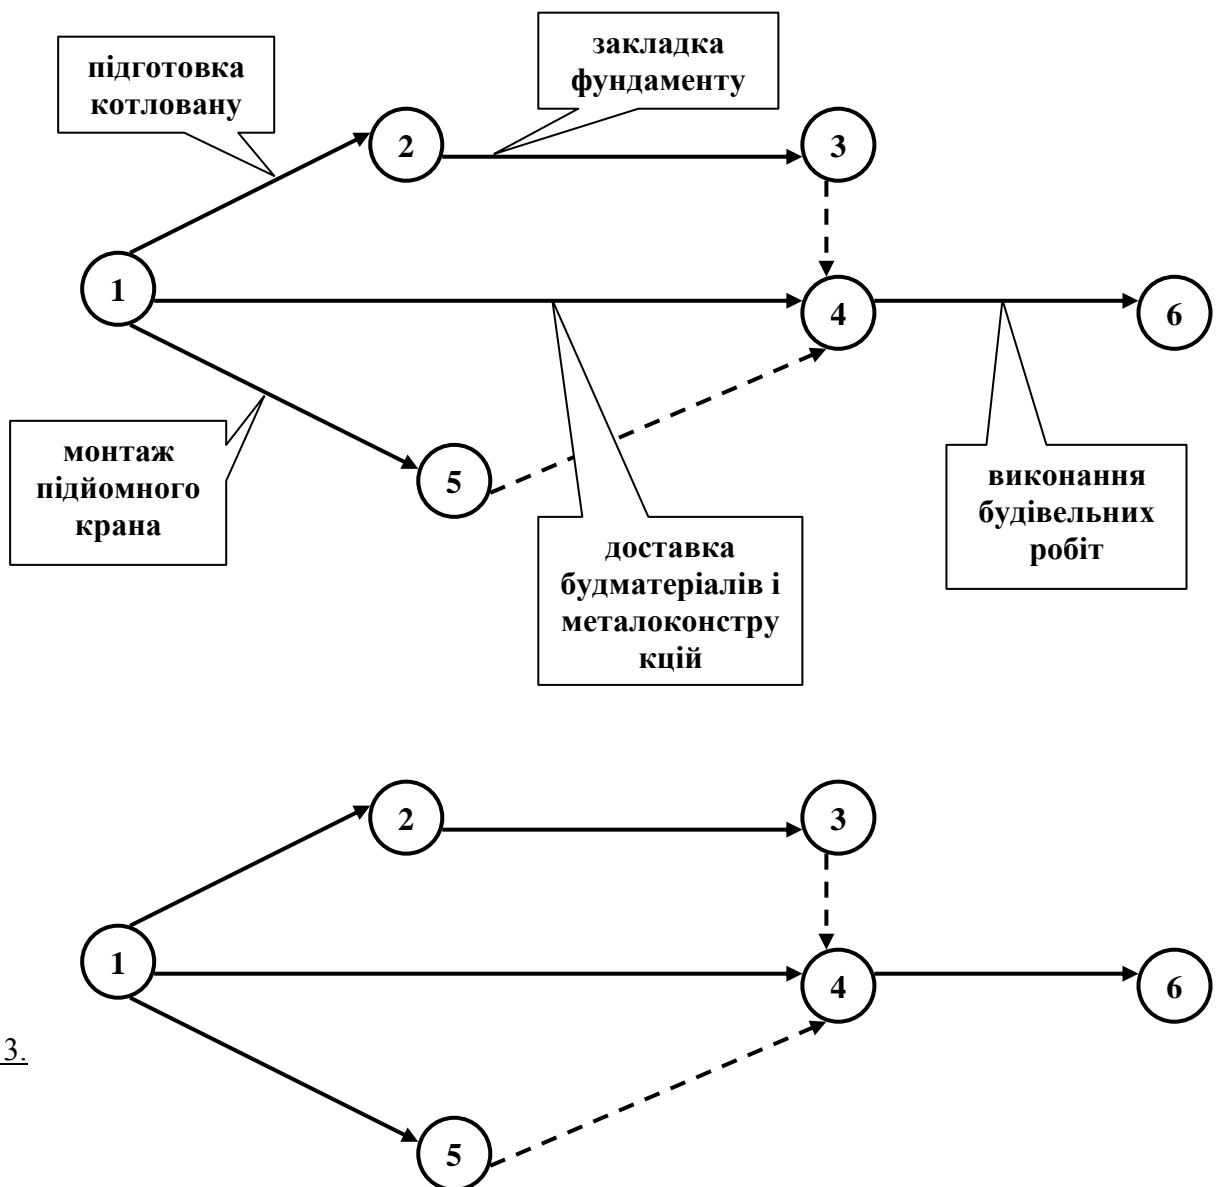 підготовка
котловану
закладка
фундаменту
2
3
1
4
6
5
монтаж
підйомного
крана
доставка
будматеріалів і
металоконстру
кцій
виконання
будівельних
робіт
2
3
1
4
6
3.
5